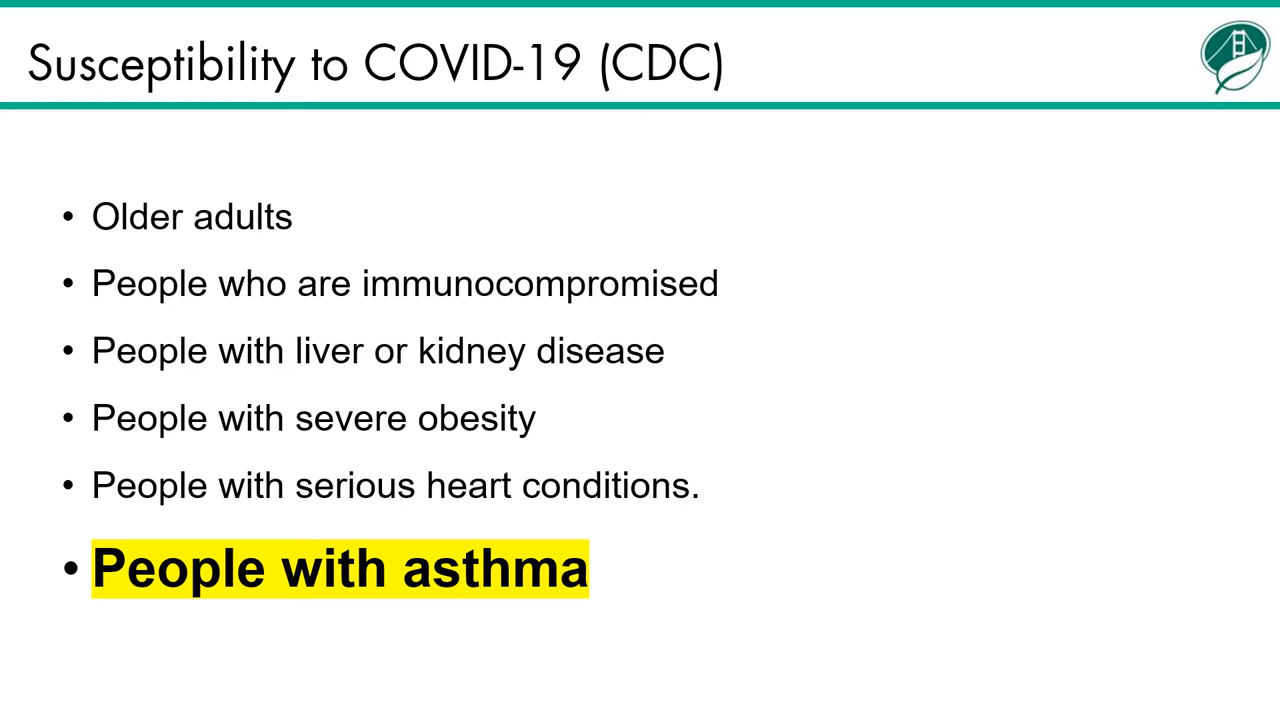 Susceptibility to COVID-19 (CDC)
• Older adults
• People who are immunocompromised
• People with liver or kidney disease
• People with severe obesity
• People with serious heart conditions.
• People with asthma